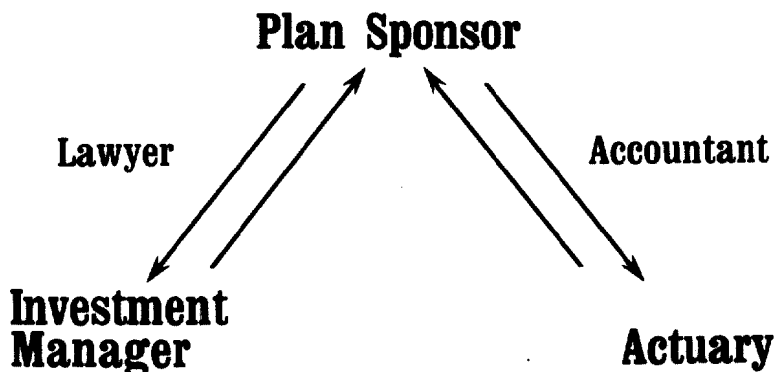 Plan Sponsor
Lawyer
Accountant
Investment
Manager
Actuary